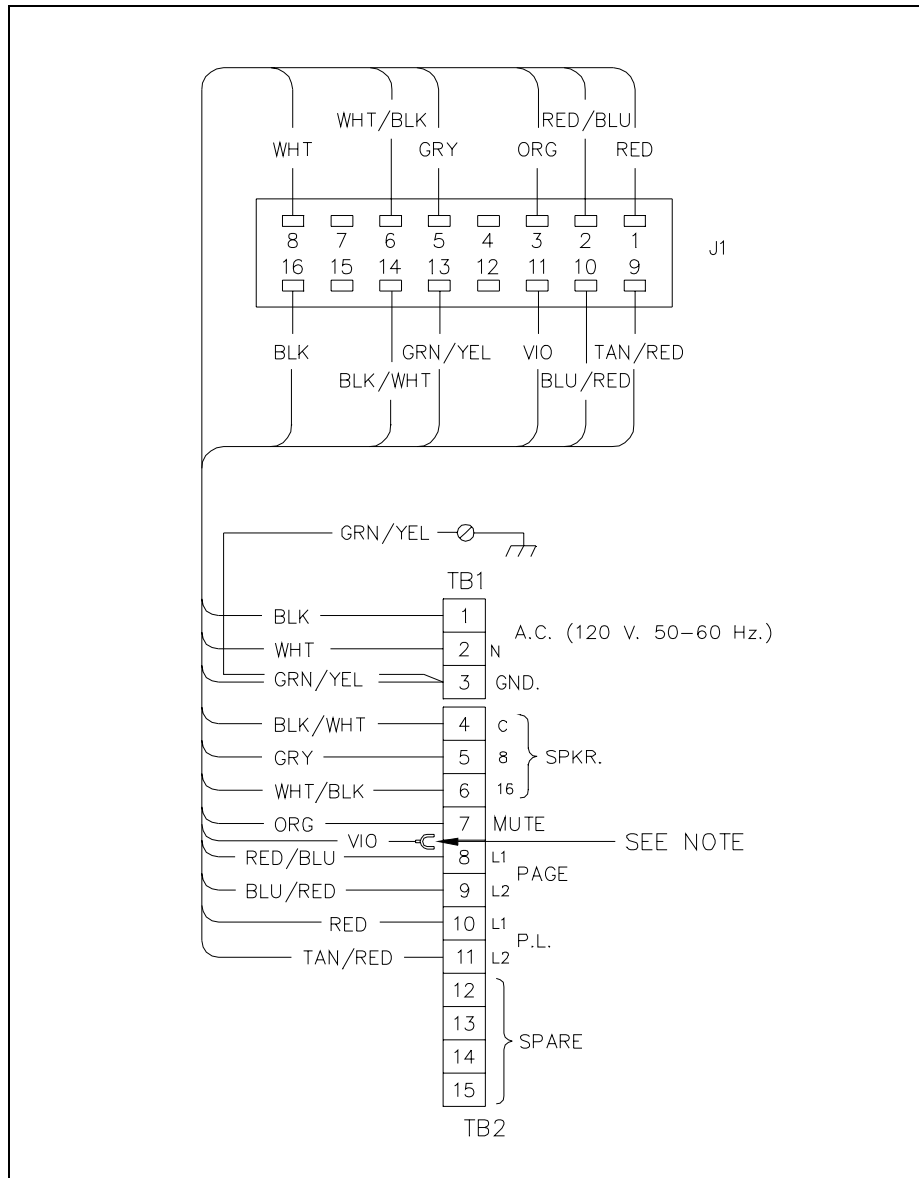 WHT/BLK RED/BLU
WHT GRY ORG RED
8 7 6 5 4 3 2 1
16 15 14 13 12 11 10 9
J1
BLK GRN/YEL VIO TAN/RED
BLK/WHT BLU/RED
GRN/YEL
TB1
BLK 1
A.C. (120 V. 50-60 Hz.)
WHT 2 N
GRN/YEL 3 GND.
BLK/WHT 4 C
GRY 5 8 SPKR.
WHT/BLK 6 16
ORG 7 MUTE
VIO SEE NOTE
RED/BLU 8 L1
PAGE
BLU/RED 9 L2
RED 10 L1
P.L.
TAN/RED 11 L2
12
13
SPARE
14
15
TB2